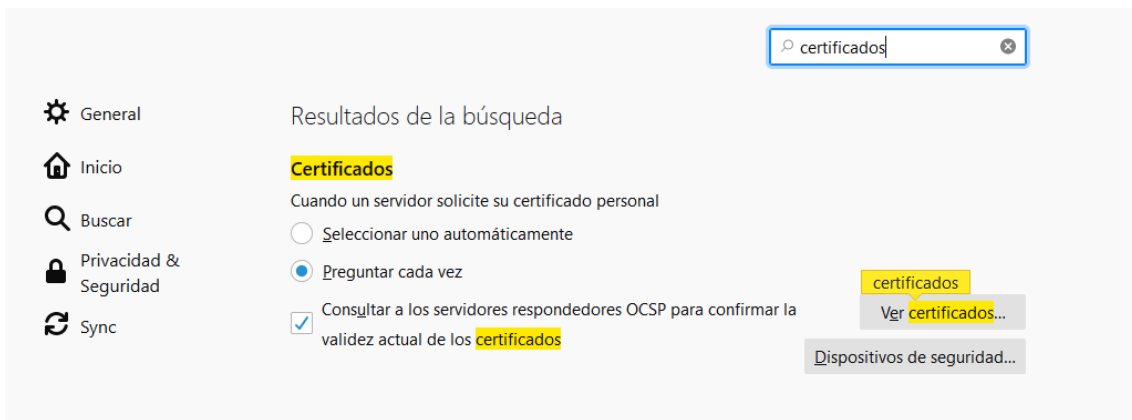 certificados
General
Inicio
Buscar
Privacidad &
Seguridad
Sync
Resultados de la búsqueda
Certificados
Cuando un servidor solicite su certificado personal
Seleccionar uno automáticamente
Preguntar cada vez
Consultar a los servidores respondedores OCSP para confirmar la
validez actual de los certificados
certificados
Ver certificados...
Dispositivos de seguridad...